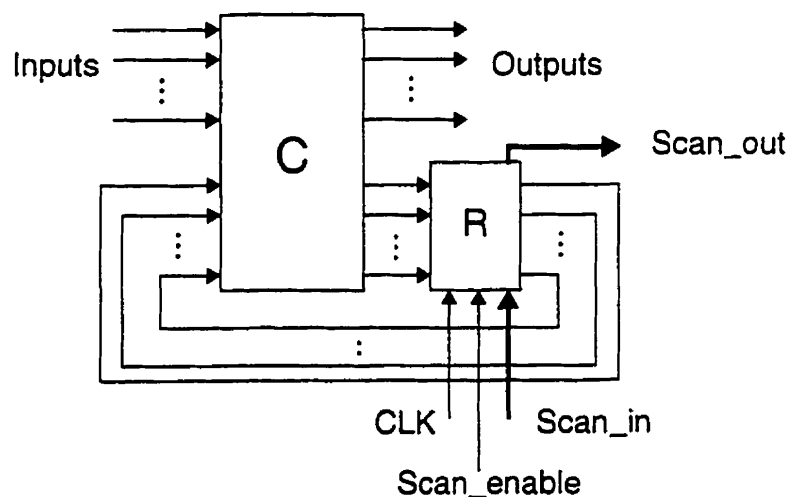 Inputs
Outputs
C
Scan_out
R
CLK
Scan_in
Scan_enable